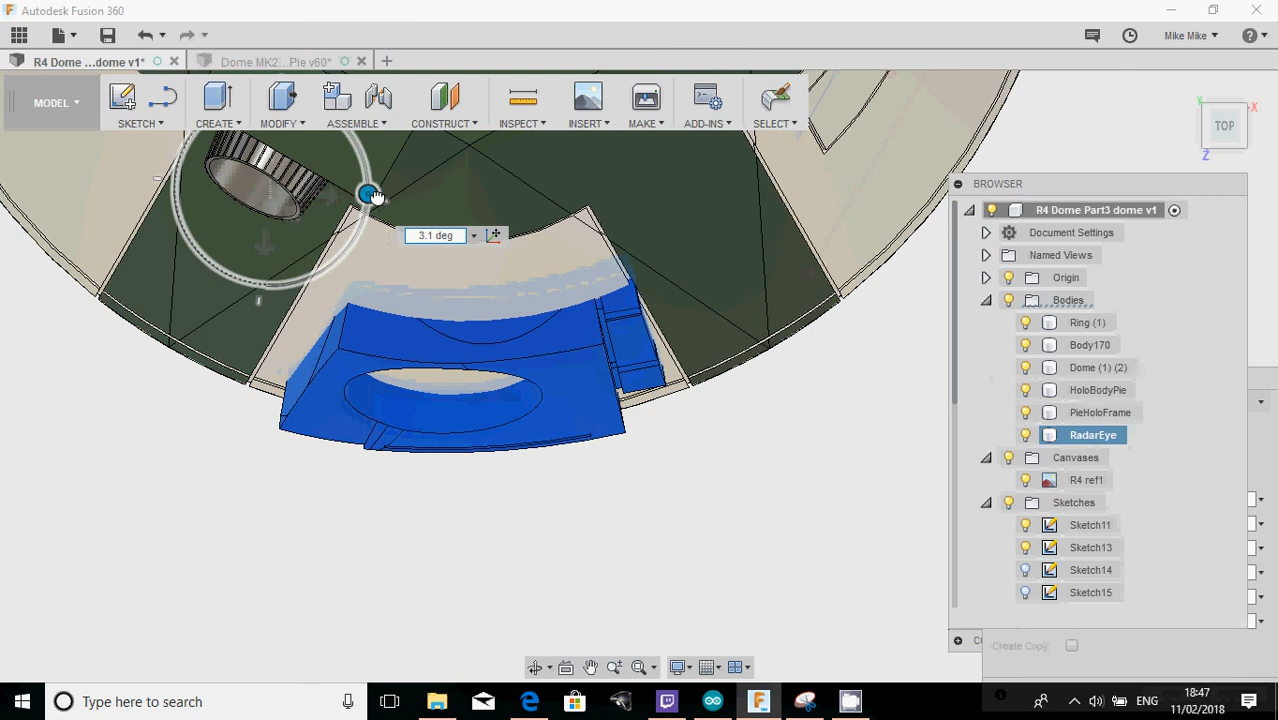 Autodesk Fusion 360
Mike Mike
R4 Dome ...dome v1*
Dome MK2...Pie v60*
MODEL
SKETCH
CREATE
MODIFY
ASSEMBLE
CONSTRUCT
INSPECT
INSERT
MAKE
ADD-INS
SELECT
Y
X
TOP
Z
BROWSER
R4 Dome Part3 dome v1
Document Settings
3.1 deg
Named Views
Origin
Bodies
Ring (1)
Body170
Dome (1) (2)
HoloBodyPie
PieHoloFrame
RadarEye
Canvases
R4 ref1
Sketches
Sketch11
Sketch13
Sketch14
Sketch15
Create Copy
Type here to search
ENG
18:47
11/02/2018